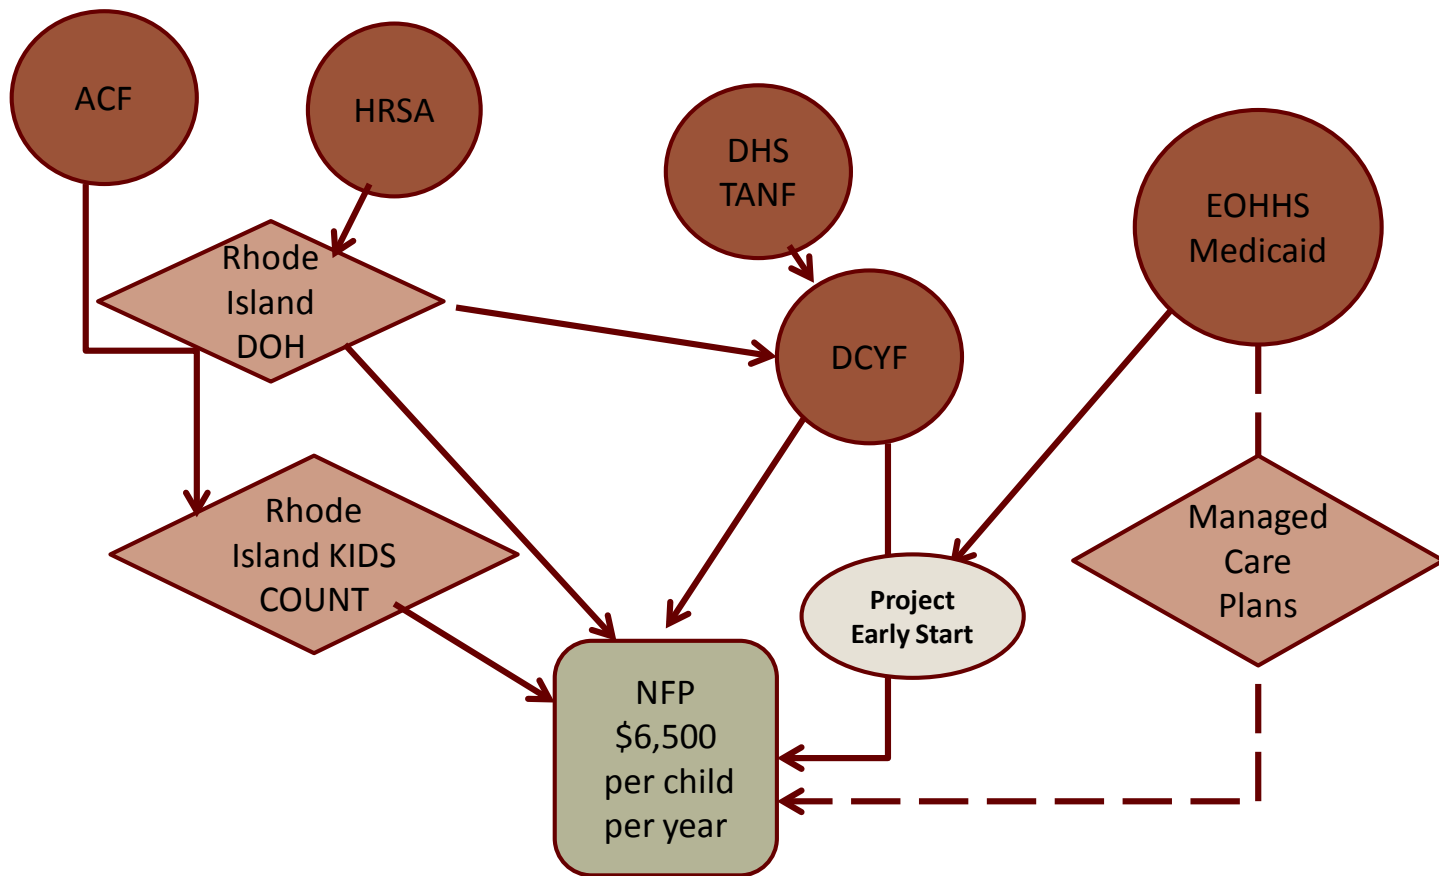 ACF
HRSA
DHS
TANF
EOHHS
Medicaid
Rhode
Island
DOH
DCYF
Rhode
Island KIDS
COUNT
Managed
Care
Plans
Project
Early Start
NFP
$6,500
per child
per year